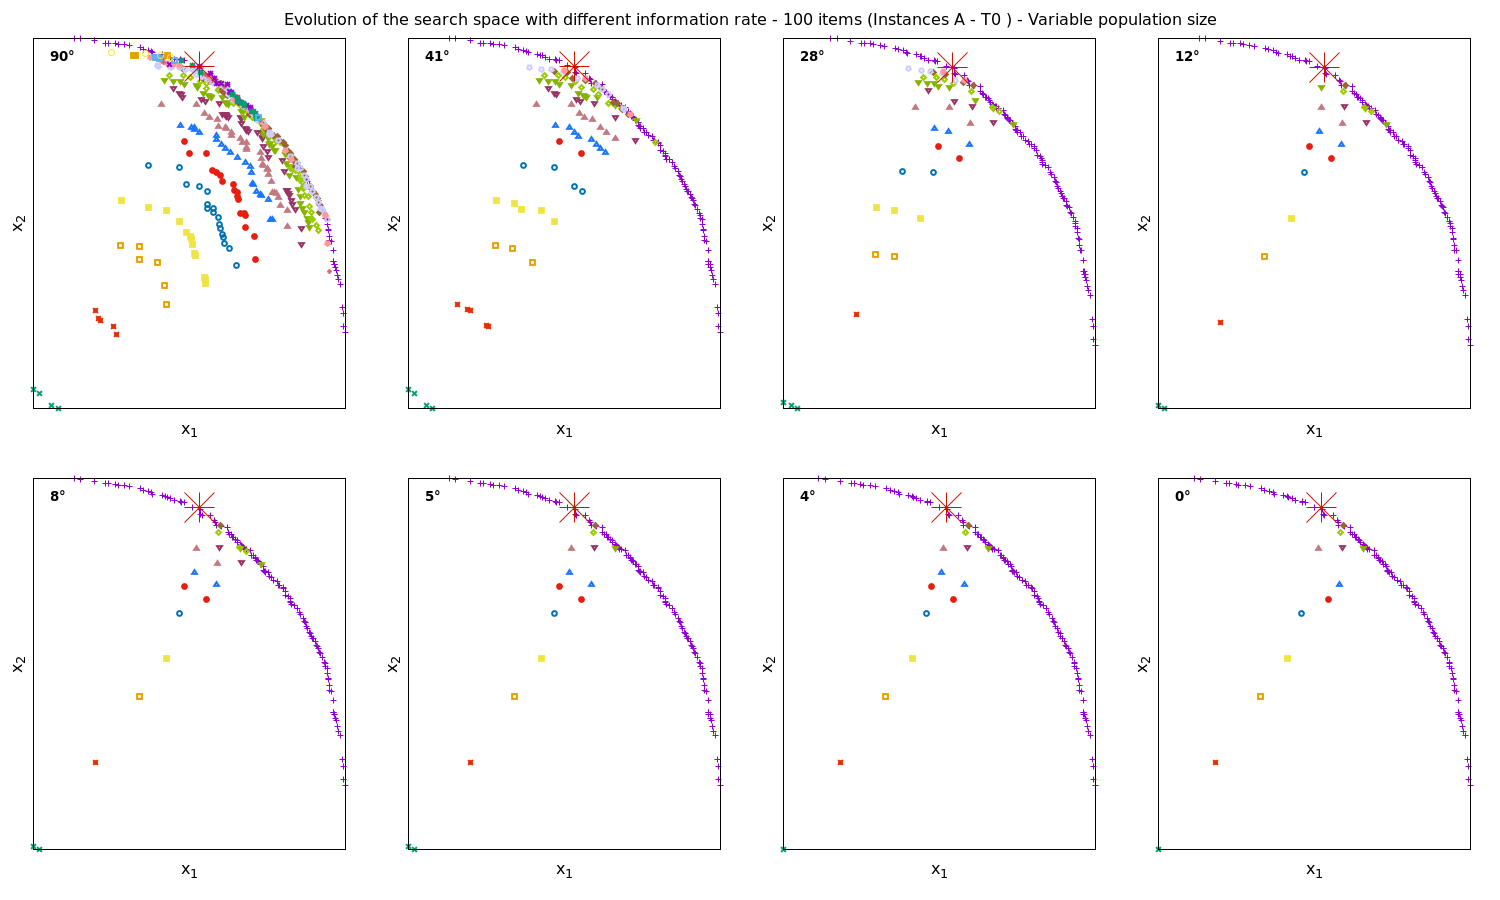 Evolution of the search space with different information rate - 100 items (Instances A - T0 ) - Variable population size
90°
41°
28°
12°
x2
x2
x2
x2
x1
x1
x1
x1
8°
5°
4°
0°
x2
x2
x2
x2
x1
x1
x1
x1